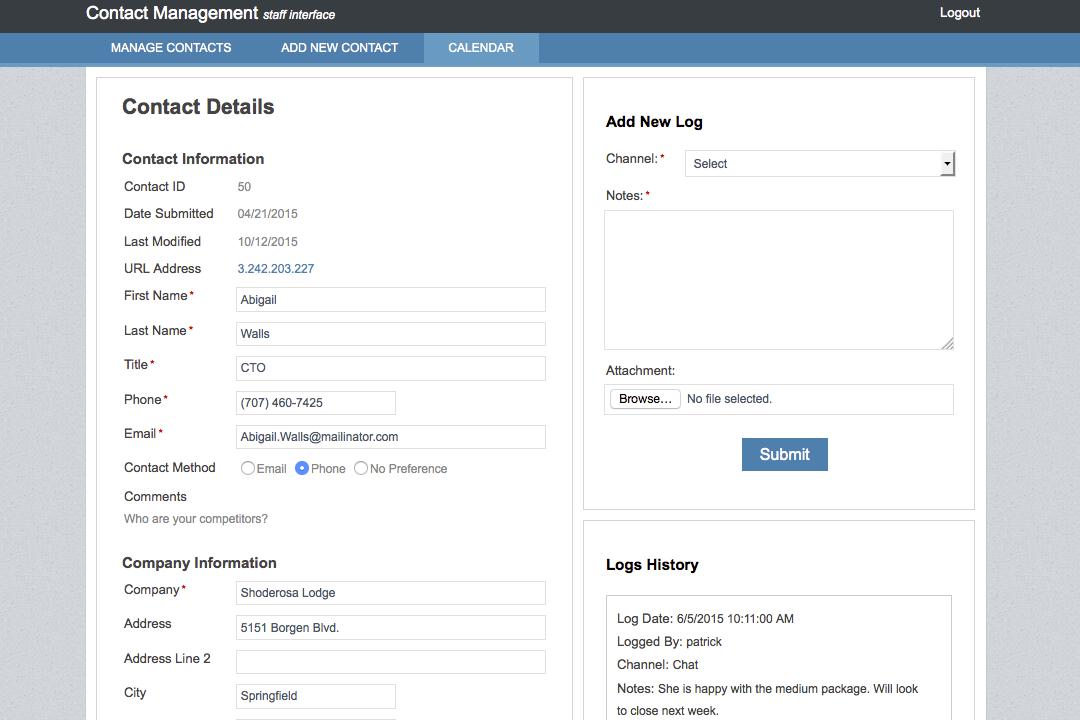 Contact Management staff interface
Logout
MANAGE CONTACTS ADD NEW CONTACT CALENDAR
Contact Details
Contact Information
Contact ID 50
Date Submitted 04/21/2015
Last Modified 10/12/2015
URL Address 3.242.203.227
First Name* Abigail
Last Name* Walls
Title* CTO
Phone* (707) 460-7425
Email* Abigail.Walls@mailinator.com
Contact Method Email Phone No Preference
Comments
Who are your competitors?
Company Information
Company* Shoderosa Lodge
Address 5151 Borgen Blvd.
Address Line 2
City Springfield
Add New Log
Channel:* Select
Notes:*
Attachment:
Browse... No file selected.
Submit
Logs History
Log Date: 6/5/2015 10:11:00 AM
Logged By: patrick
Channel: Chat
Notes: She is happy with the medium package. Will look
to close next week.